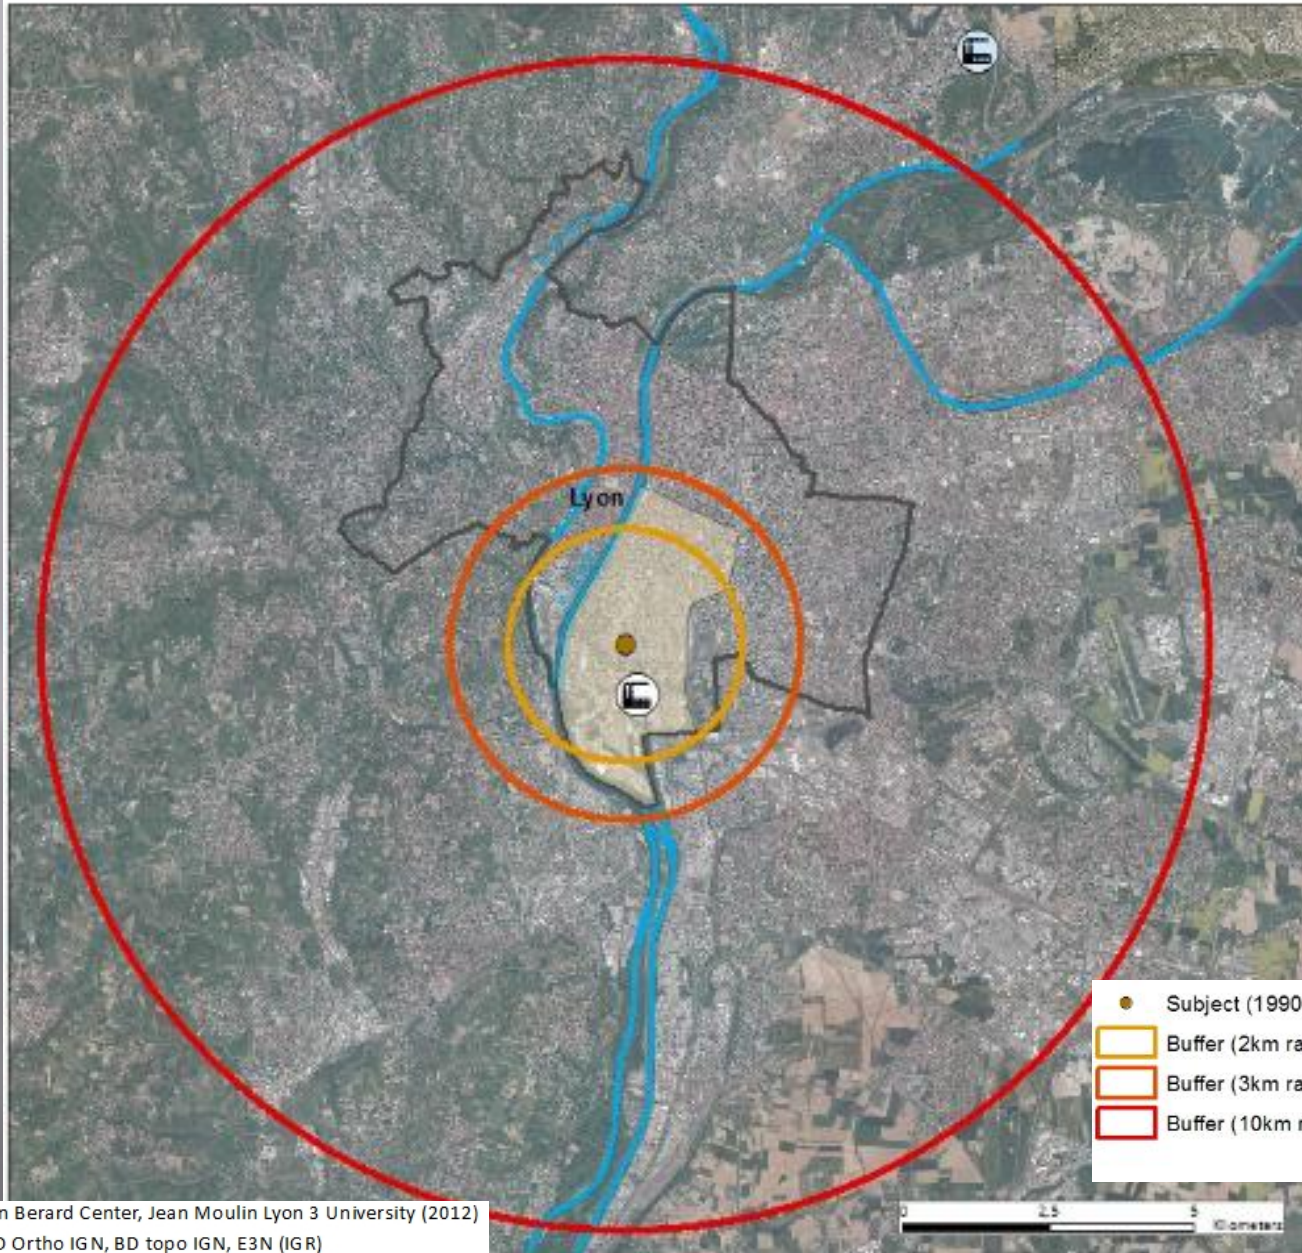 Lyon
Subject (1990
Buffer (2km ra
Buffer (3km ra
Buffer (10km r
0 2.5 5
Kilometers
n Berard Center, Jean Moulin Lyon 3 University (2012)
D Ortho IGN, BD topo IGN, E3N (IGR)